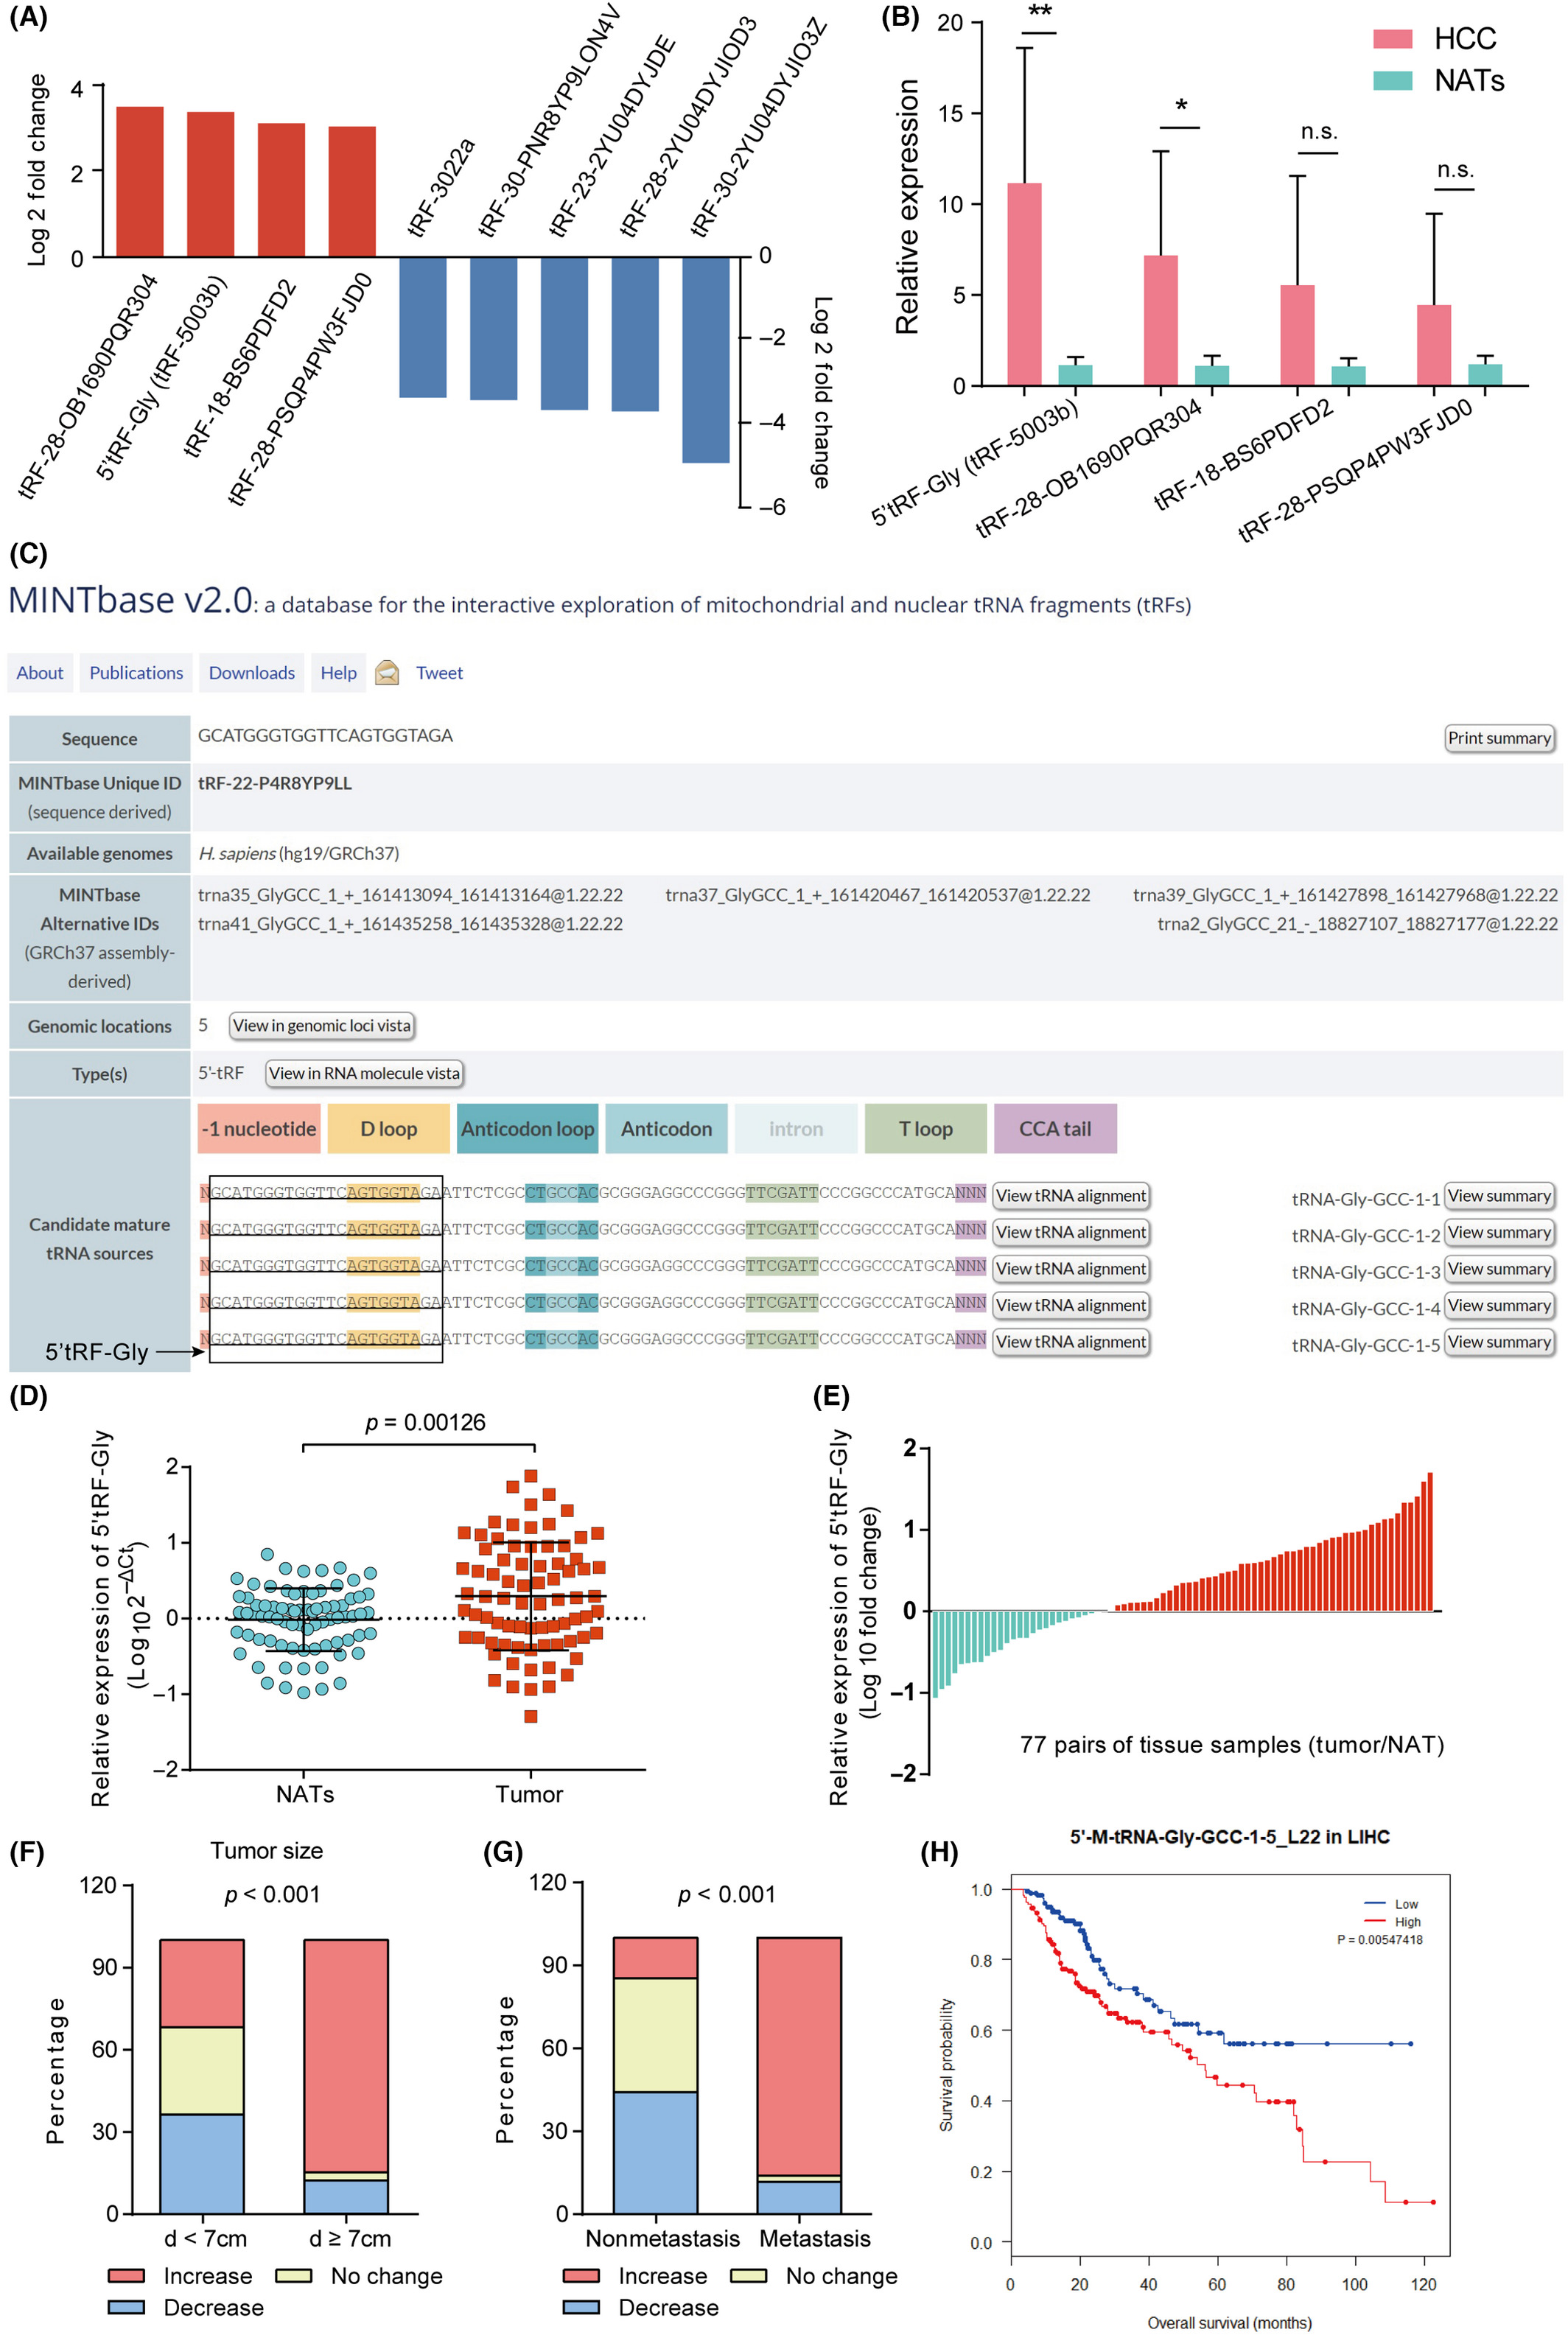 (A)
Log 2 fold change
4
2
0
tRF-28-OB1690PQR304
5'tRF-Gly (tRF-5003b)
tRF-18-BS6PDFD2
tRF-28-PSQP4PW3FJD0
tRF-3022a
tRF-30-PNR8YP9LON4V
tRF-23-2YU04DYJDE
tRF-28-2YU04DYJIOD3
tRF-30-2YU04DYJIO3Z
0
−2
−4
−6
Log 2 fold change
(B)
Relative expression
20
15
10
5
0
**
*
n.s.
n.s.
HCC
NATs
5'tRF-Gly (tRF-5003b)
tRF-28-OB1690PQR304
tRF-18-BS6PDFD2
tRF-28-PSQP4PW3FJD0
(C)
MINTbase v2.0: a database for the interactive exploration of mitochondrial and nuclear tRNA fragments (tRFs)
About Publications Downloads Help Tweet
Sequence GCATGGGTGGTTCAGTGGTAGA Print summary
MINTbase Unique ID tRF-22-P4R8YP9LL
(sequence derived)
Available genomes H. sapiens (hg19/GRCh37)
MINTbase trna35_GlyGCC_1_+_161413094_161413164@1.22.22 trna37_GlyGCC_1_+_161420467_161420537@1.22.22 trna39_GlyGCC_1_+_161427898_161427968@1.22.22
Alternative IDs trna41_GlyGCC_1_+_161435258_161435328@1.22.22 trna2_GlyGCC_21_-_18827107_18827177@1.22.22
(GRCh37 assembly-
derived)
Genomic locations 5 View in genomic loci vista
Type(s) 5'-tRF View in RNA molecule vista
-1 nucleotide D loop Anticodon loop Anticodon intron T loop CCA tail
Candidate mature
tRNA sources
NGCATGGGTGGTTCAGTGGTAGAATTCTCGCCTGCCACGCGGGAGGCCCGGGTTCGATTCCCGGCCCATGCANNN View tRNA alignment tRNA-Gly-GCC-1-1 View summary
NGCATGGGTGGTTCAGTGGTAGAATTCTCGCCTGCCACGCGGGAGGCCCGGGTTCGATTCCCGGCCCATGCANNN View tRNA alignment tRNA-Gly-GCC-1-2 View summary
NGCATGGGTGGTTCAGTGGTAGAATTCTCGCCTGCCACGCGGGAGGCCCGGGTTCGATTCCCGGCCCATGCANNN View tRNA alignment tRNA-Gly-GCC-1-3 View summary
NGCATGGGTGGTTCAGTGGTAGAATTCTCGCCTGCCACGCGGGAGGCCCGGGTTCGATTCCCGGCCCATGCANNN View tRNA alignment tRNA-Gly-GCC-1-4 View summary
NGCATGGGTGGTTCAGTGGTAGAATTCTCGCCTGCCACGCGGGAGGCCCGGGTTCGATTCCCGGCCCATGCANNN View tRNA alignment tRNA-Gly-GCC-1-5 View summary
5'tRF-Gly
(D)
Relative expression of 5'tRF-Gly
(Log10 2−ΔCt)
p = 0.00126
2
1
0
−1
−2
NATs Tumor
(E)
Relative expression of 5'tRF-Gly
(Log 10 fold change)
2
1
0
−1
−2
77 pairs of tissue samples (tumor/NAT)
(F)
Tumor size
p < 0.001
Percentage
120
90
60
30
0
d < 7cm d ≥ 7cm
Increase No change
Decrease
(G)
p < 0.001
Percentage
120
90
60
30
0
Nonmetastasis Metastasis
Increase No change
Decrease
(H)
5'-M-tRNA-Gly-GCC-1-5_L22 in LIHC
Low
High
P = 0.00547418
Survival probability
1.0
0.8
0.6
0.4
0.2
0.0
0 20 40 60 80 100 120
Overall survival (months)